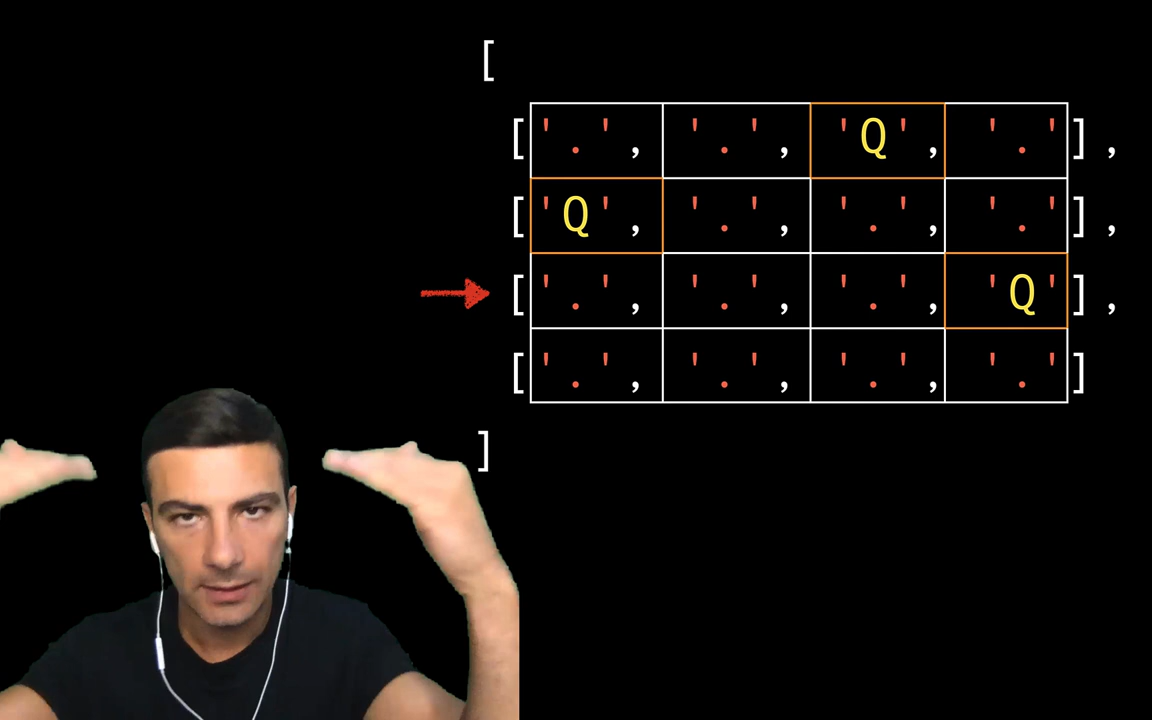 [
['.', '.', 'Q', '.'],
['Q', '.', '.', '.'],
['.', '.', '.', 'Q'],
['.', '.', '.', '.']
]